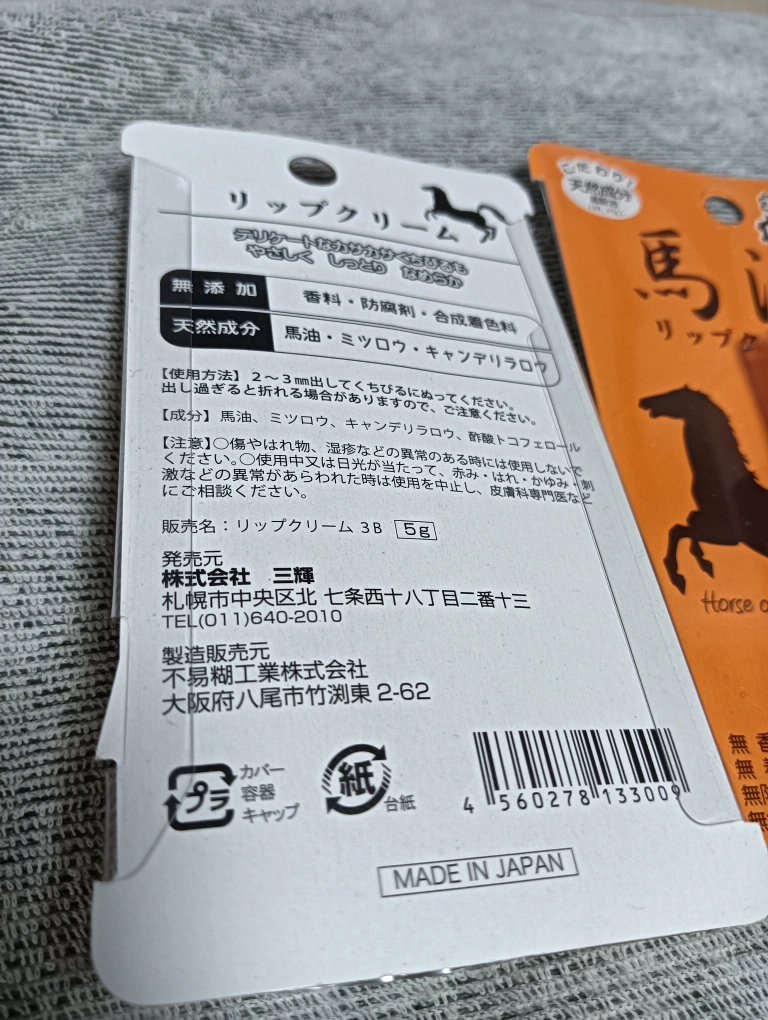 リップクリーム
デリケートなカサカサくちびるも
やさしく しっとり なめらか
無添加 香料・防腐剤・合成着色料
天然成分 馬油・ミツロウ・キャンデリラロウ
【使用方法】2〜3㎜出してくちびるにぬってください。
出し過ぎると折れる場合がありますので、ご注意ください。
【成分】馬油、ミツロウ、キャンデリラロウ、酢酸トコフェロール
【注意】○傷やはれ物、湿疹などの異常のある時には使用しないで
ください。○使用中又は日光が当たって、赤み・はれ・かゆみ・刺
激などの異常があらわれた時は使用を中止し、皮膚科専門医など
にご相談ください。
販売名：リップクリーム 3B 5g
発売元
株式会社 三輝
札幌市中央区北七条西十八丁目二番十三
TEL(011)640-2010
製造販売元
不易糊工業株式会社
大阪府八尾市竹渕東 2-62
プラ
カバー
容器
キャップ
紙
台紙
4 560278 133009
MADE IN JAPAN
こだわり!
天然成分
馬
リップク
Horse o
無香
無
無